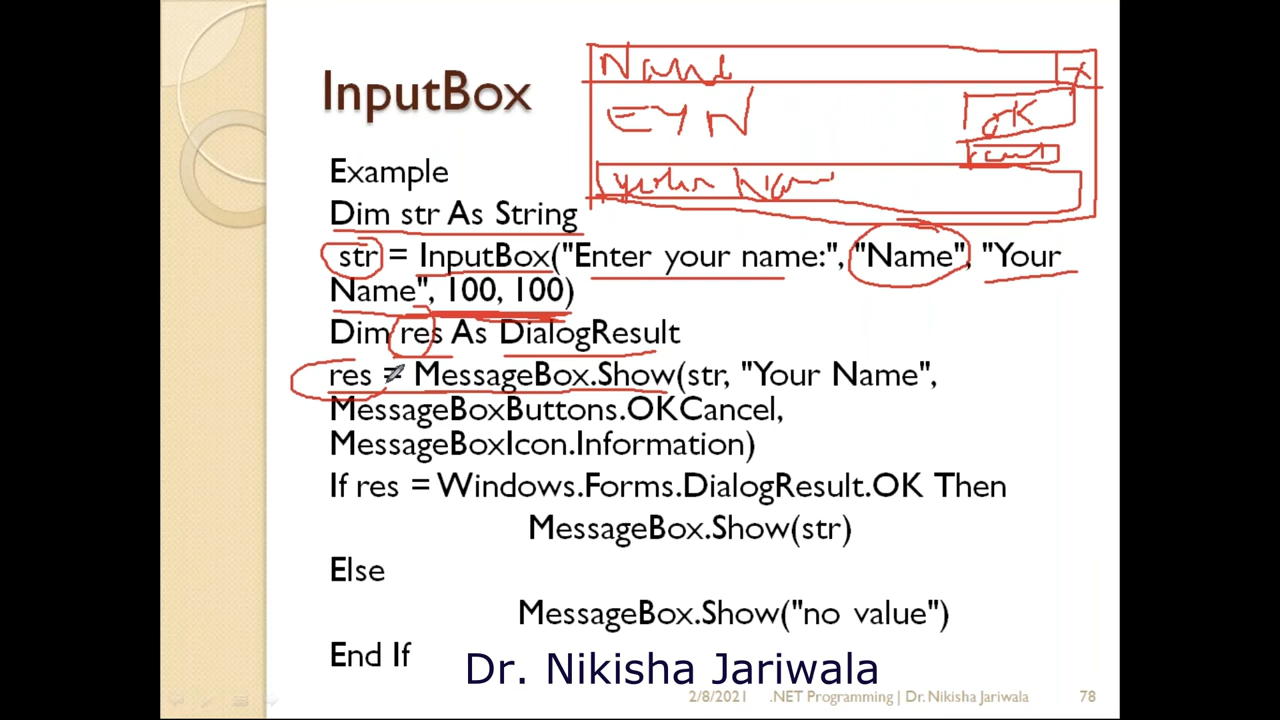 InputBox
Name x
EYN OK
Your Name
Example
Dim str As String
str = InputBox("Enter your name:", "Name", "Your
Name", 100, 100)
Dim res As DialogResult
res = MessageBox.Show(str, "Your Name",
MessageBoxButtons.OKCancel,
MessageBoxIcon.Information)
If res = Windows.Forms.DialogResult.OK Then
MessageBox.Show(str)
Else
MessageBox.Show("no value")
End If
Dr. Nikisha Jariwala
2/8/2021 .NET Programming | Dr. Nikisha Jariwala 78